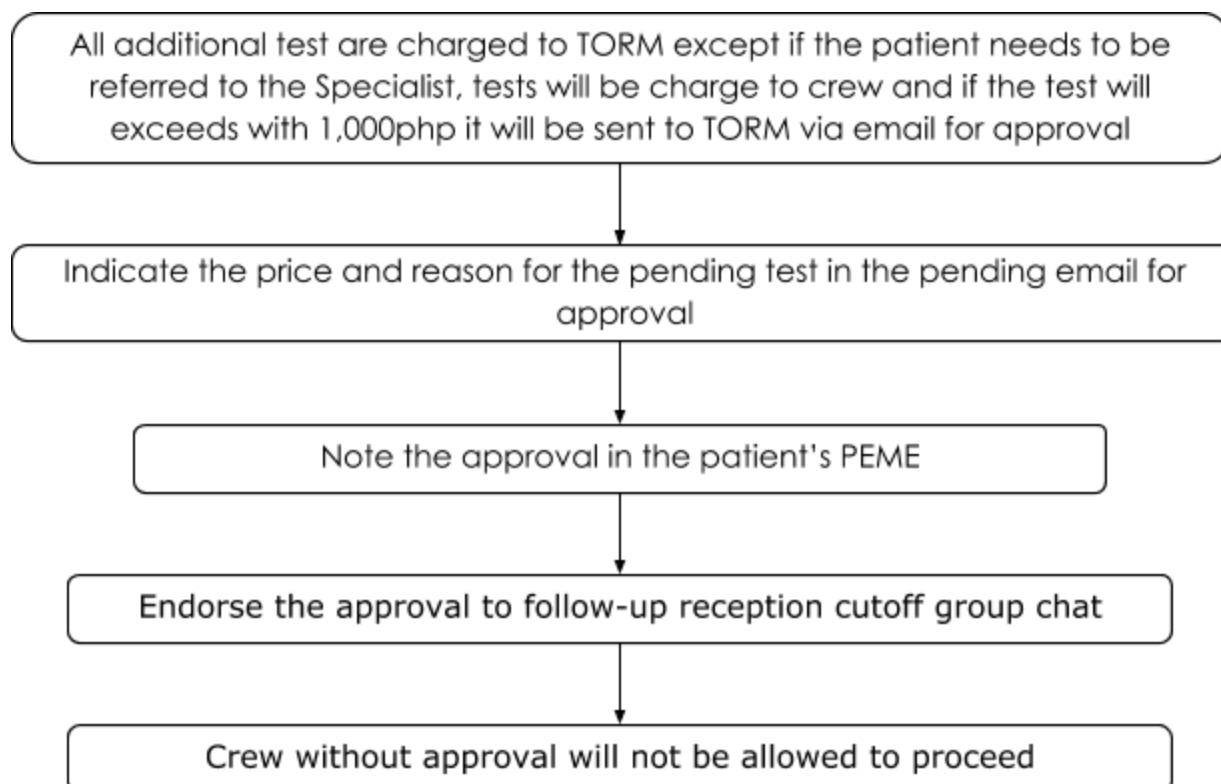 All additional test are charged to TORM except if the patient needs to be
referred to the Specialist, tests will be charge to crew and if the test will
exceeds with 1,000php it will be sent to TORM via email for approval
Indicate the price and reason for the pending test in the pending email for
approval
Note the approval in the patient’s PEME
Endorse the approval to follow-up reception cutoff group chat
Crew without approval will not be allowed to proceed